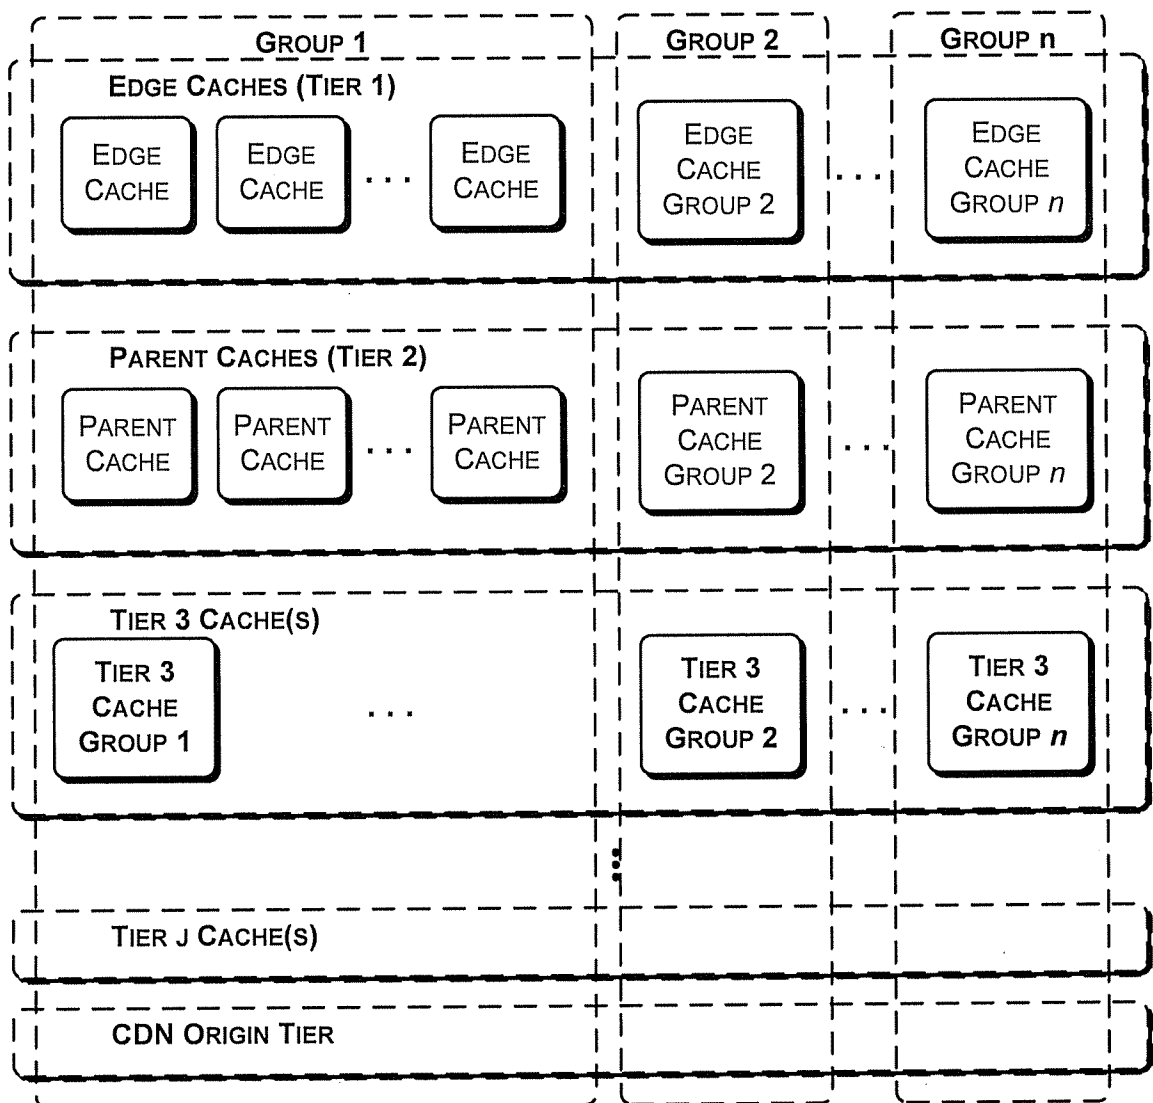 GROUP 1
GROUP 2
GROUP n
EDGE CACHES (TIER 1)
EDGE
CACHE
EDGE
CACHE
. . .
EDGE
CACHE
EDGE
CACHE
GROUP 2
. . .
EDGE
CACHE
GROUP n
PARENT CACHES (TIER 2)
PARENT
CACHE
PARENT
CACHE
. . .
PARENT
CACHE
PARENT
CACHE
GROUP 2
. . .
PARENT
CACHE
GROUP n
TIER 3 CACHE(S)
TIER 3
CACHE
GROUP 1
. . .
TIER 3
CACHE
GROUP 2
. . .
TIER 3
CACHE
GROUP n
TIER J CACHE(S)
CDN ORIGIN TIER